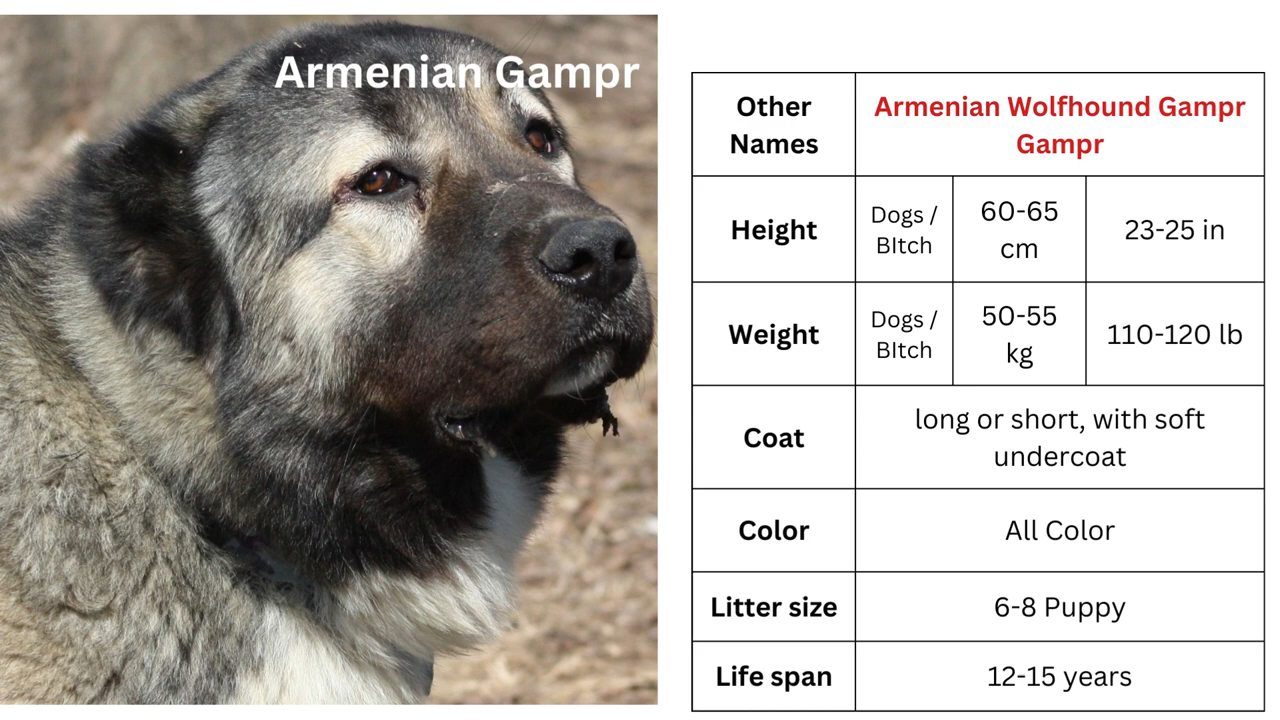 Armenian Gampr
Other
Names
Armenian Wolfhound Gampr
Gampr
Height
Dogs /
BItch
60-65
cm
23-25 in
Weight
Dogs /
BItch
50-55
kg
110-120 lb
Coat
long or short, with soft
undercoat
Color
All Color
Litter size
6-8 Puppy
Life span
12-15 years